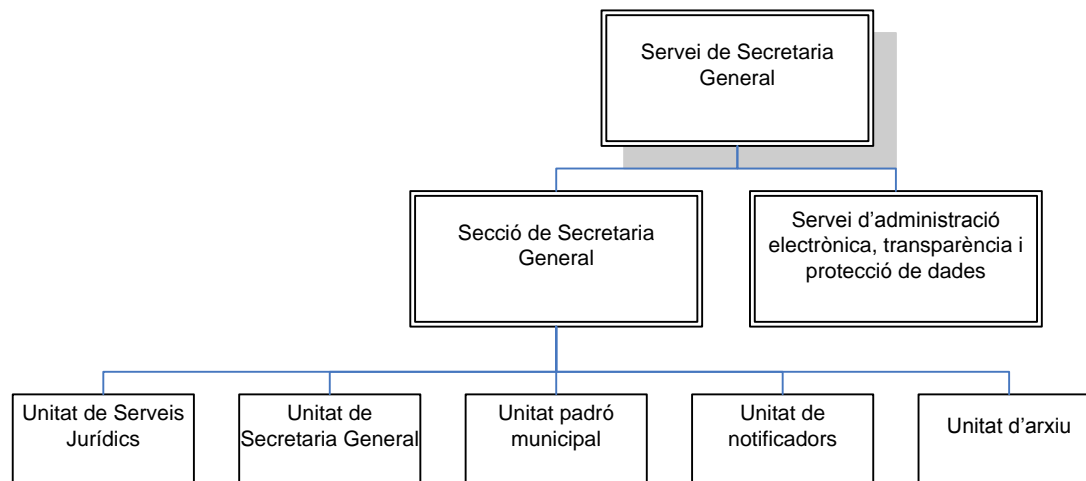 Servei de Secretaria
General
Secció de Secretaria
General
Servei d’administració
electrònica, transparència i
protecció de dades
Unitat de Serveis
Jurídics
Unitat de
Secretaria General
Unitat padró
municipal
Unitat de
notificadors
Unitat d’arxiu